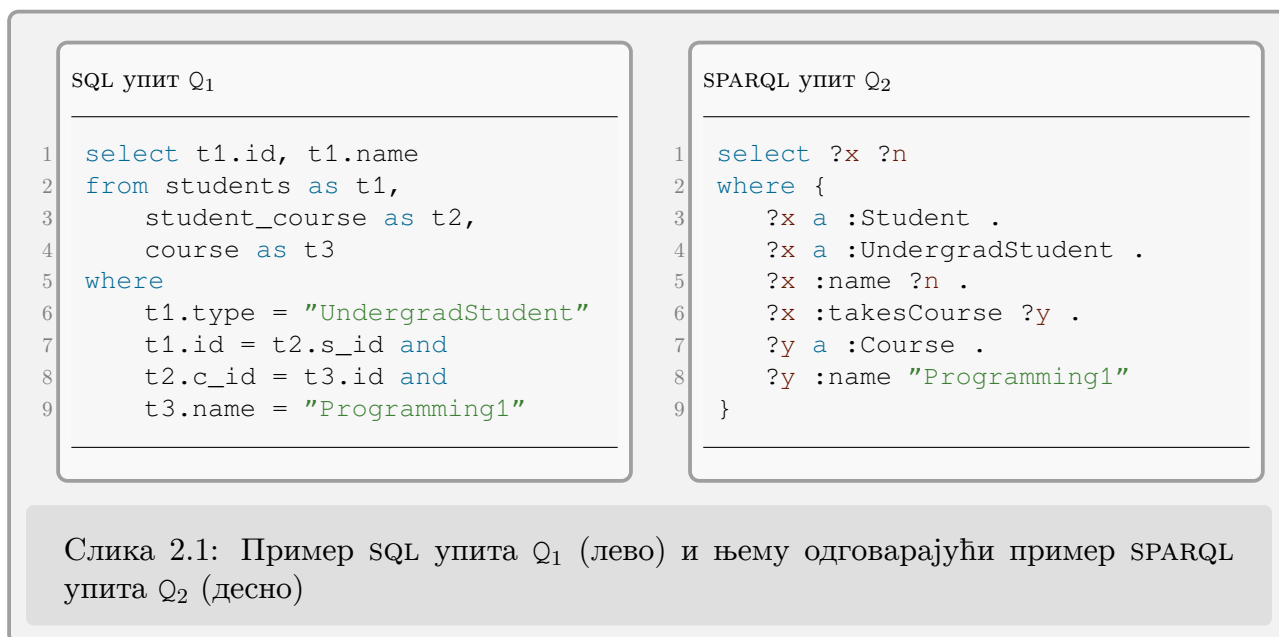 SQL упит Q1
1 select t1.id, t1.name
2 from students as t1,
3     student_course as t2,
4     course as t3
5 where
6     t1.type = "UndergradStudent"
7     t1.id = t2.s_id and
8     t2.c_id = t3.id and
9     t3.name = "Programming1"
SPARQL упит Q2
1 select ?x ?n
2 where {
3    ?x a :Student .
4    ?x a :UndergradStudent .
5    ?x :name ?n .
6    ?x :takesCourse ?y .
7    ?y a :Course .
8    ?y :name "Programming1"
9 }
Слика 2.1: Пример SQL упита Q1 (лево) и њему одговарајући пример SPARQL
упита Q2 (десно)